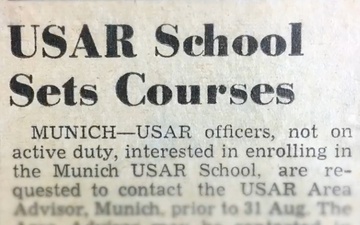 USAR School
Sets Courses
MUNICH—USAR officers, not on
active duty, interested in enrolling in
the Munich USAR School, are re-
quested to contact the USAR Area
Advisor, Munich, prior to 31 Aug. The